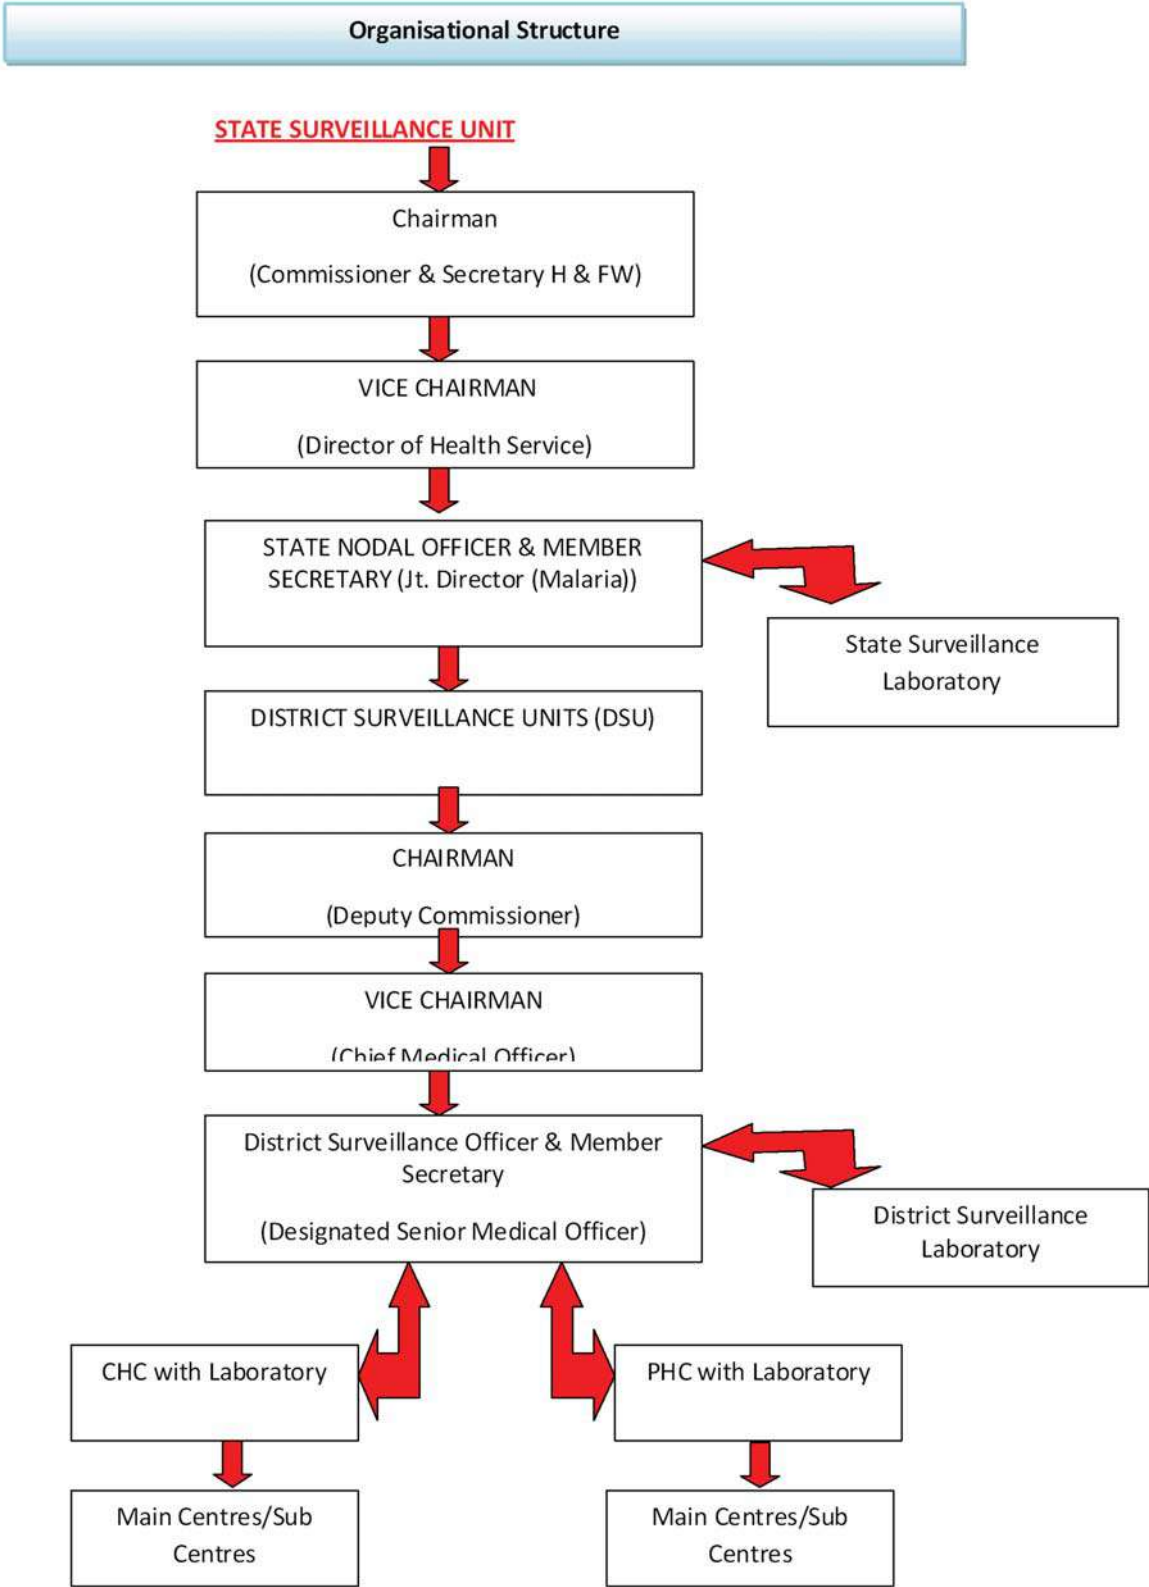 Organisational Structure
STATE SURVEILLANCE UNIT
Chairman
(Commissioner & Secretary H & FW)
VICE CHAIRMAN
(Director of Health Service)
STATE NODAL OFFICER & MEMBER
SECRETARY (Jt. Director (Malaria))
State Surveillance
Laboratory
DISTRICT SURVEILLANCE UNITS (DSU)
CHAIRMAN
(Deputy Commissioner)
VICE CHAIRMAN
(Chief Medical Officer)
District Surveillance Officer & Member
Secretary
(Designated Senior Medical Officer)
District Surveillance
Laboratory
CHC with Laboratory
PHC with Laboratory
Main Centres/Sub
Centres
Main Centres/Sub
Centres